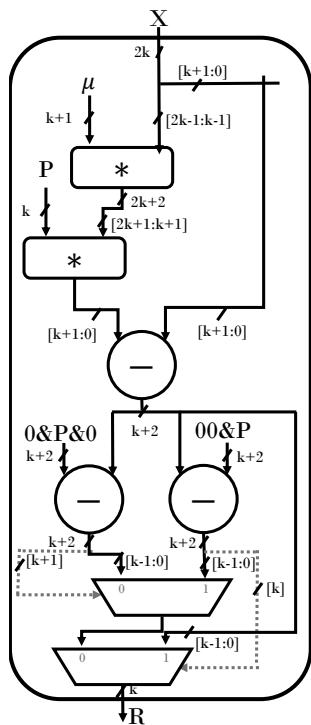 X
2k
[k+1:0]
μ
k+1
[2k-1:k-1]
P
*
k
2k+2
[2k+1:k+1]
*
[k+1:0]
[k+1:0]
–
k+2
0&P&0
00&P
k+2
k+2
–
–
k+2
k+2
[k+1]
[k-1:0]
[k-1:0]
0
1
[k]
[k-1:0]
0
1
k
R